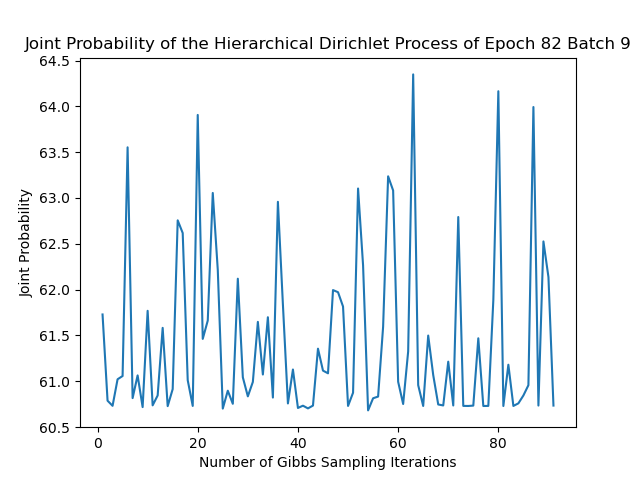 Joint Probability of the Hierarchical Dirichlet Process of Epoch 82 Batch 9
64.5
64.0
63.5
63.0
62.5
62.0
61.5
61.0
60.5
Joint Probability
0 20 40 60 80
Number of Gibbs Sampling Iterations